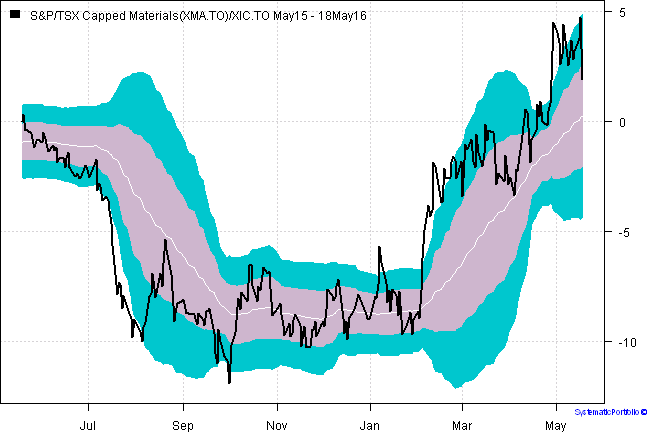 S&P/TSX Capped Materials(XMA.TO)/XIC.TO May15 - 18May16
5
0
-5
-10
Jul Sep Nov Jan Mar May
SystematicPortfolio ©